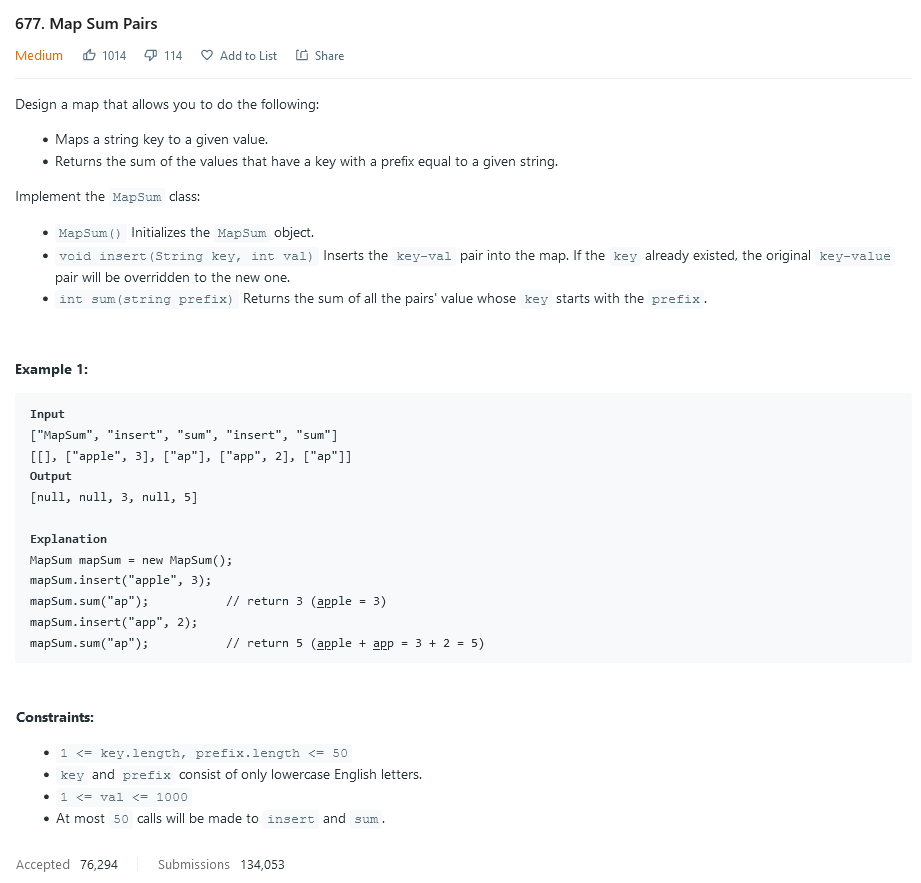 677. Map Sum Pairs
Medium 1014 114 Add to List Share
Design a map that allows you to do the following:
• Maps a string key to a given value.
• Returns the sum of the values that have a key with a prefix equal to a given string.
Implement the MapSum class:
• MapSum() Initializes the MapSum object.
• void insert(String key, int val) Inserts the key-val pair into the map. If the key already existed, the original key-value
pair will be overridden to the new one.
• int sum(string prefix) Returns the sum of all the pairs' value whose key starts with the prefix.
Example 1:
Input
["MapSum", "insert", "sum", "insert", "sum"]
[[], ["apple", 3], ["ap"], ["app", 2], ["ap"]]
Output
[null, null, 3, null, 5]
Explanation
MapSum mapSum = new MapSum();
mapSum.insert("apple", 3);
mapSum.sum("ap");           // return 3 (apple = 3)
mapSum.insert("app", 2);
mapSum.sum("ap");           // return 5 (apple + app = 3 + 2 = 5)
Constraints:
• 1 <= key.length, prefix.length <= 50
• key and prefix consist of only lowercase English letters.
• 1 <= val <= 1000
• At most 50 calls will be made to insert and sum.
Accepted 76,294 Submissions 134,053